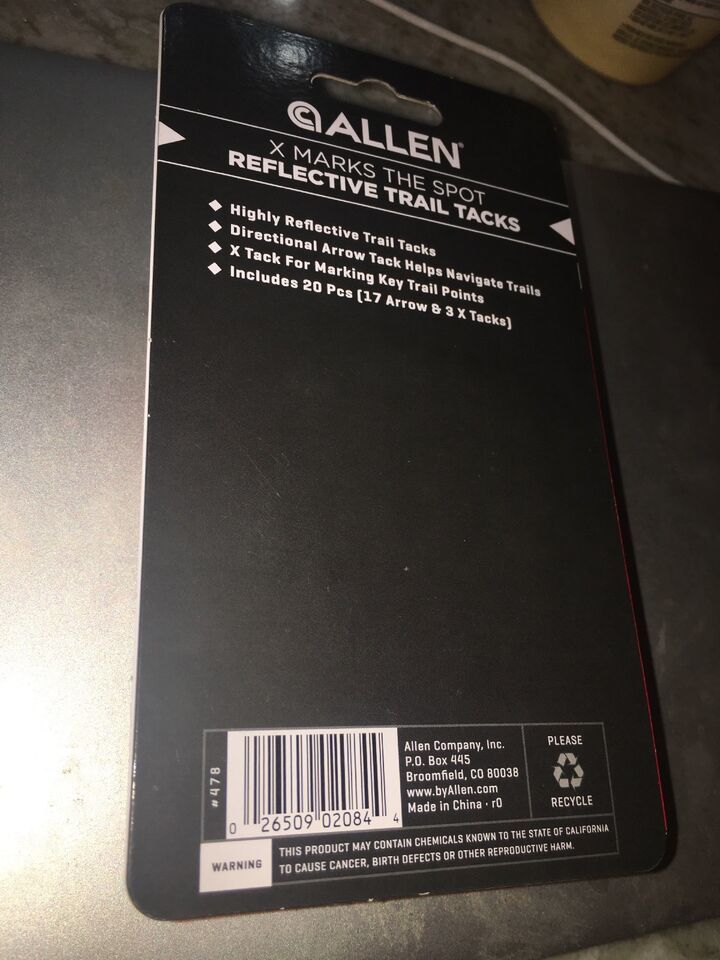 ALLEN®
X MARKS THE SPOT
REFLECTIVE TRAIL TACKS
Highly Reflective Trail Tacks
Directional Arrow Tack Helps Navigate Trails
X Tack For Marking Key Trail Points
Includes 20 Pcs (17 Arrow & 3 X Tacks)
#478
0 26509 02084 4
Allen Company, Inc.
P.O. Box 445
Broomfield, CO 80038
www.byAllen.com
Made in China · r0
PLEASE
RECYCLE
WARNING
THIS PRODUCT MAY CONTAIN CHEMICALS KNOWN TO THE STATE OF CALIFORNIA
TO CAUSE CANCER, BIRTH DEFECTS OR OTHER REPRODUCTIVE HARM.